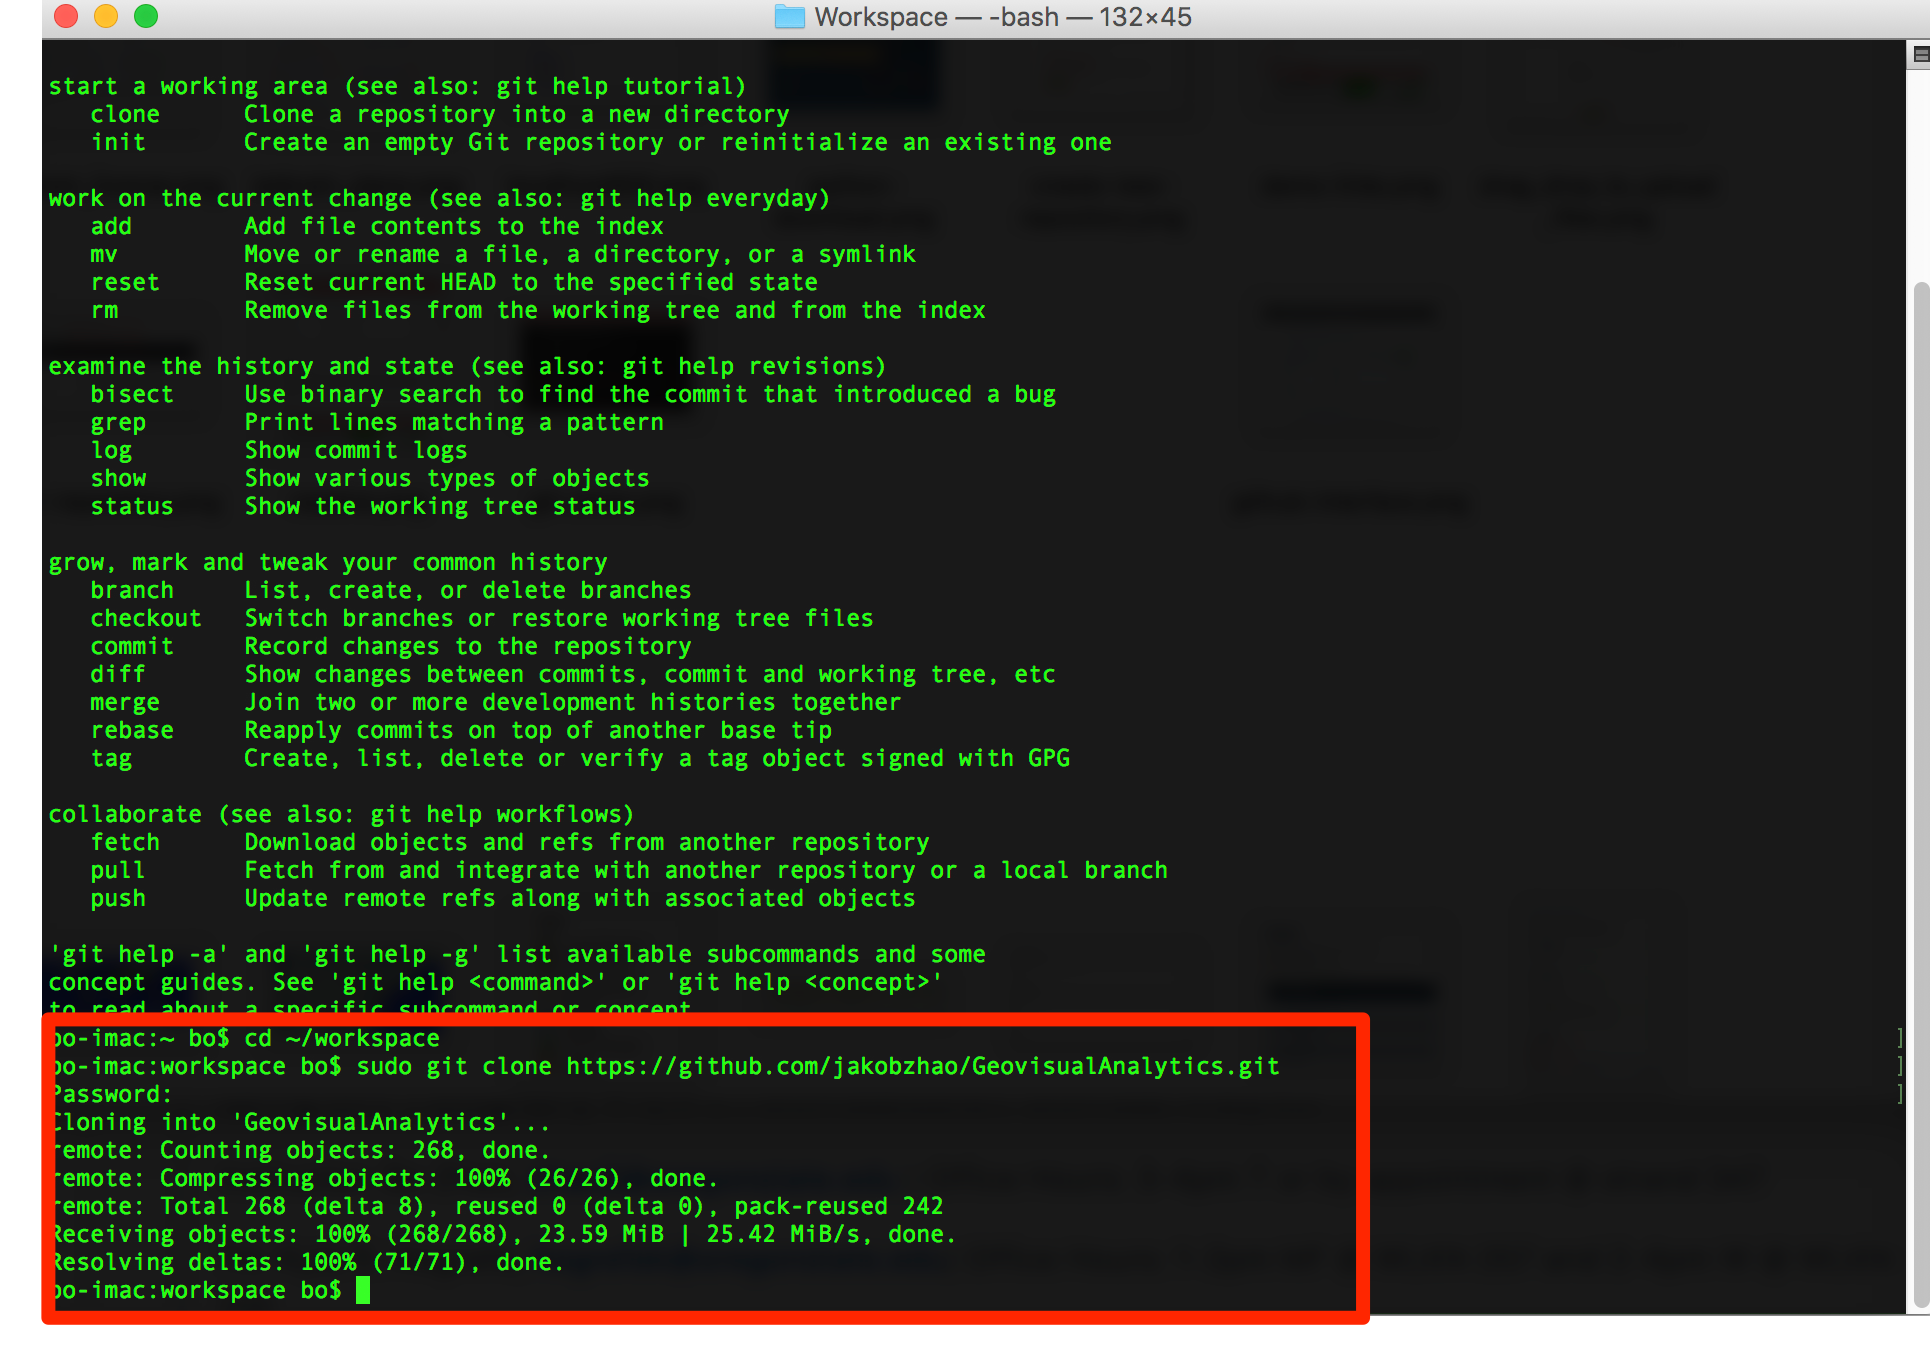 Workspace — -bash — 132×45
start a working area (see also: git help tutorial)
clone      Clone a repository into a new directory
init       Create an empty Git repository or reinitialize an existing one
work on the current change (see also: git help everyday)
add        Add file contents to the index
mv         Move or rename a file, a directory, or a symlink
reset      Reset current HEAD to the specified state
rm         Remove files from the working tree and from the index
examine the history and state (see also: git help revisions)
bisect     Use binary search to find the commit that introduced a bug
grep       Print lines matching a pattern
log        Show commit logs
show       Show various types of objects
status     Show the working tree status
grow, mark and tweak your common history
branch     List, create, or delete branches
checkout   Switch branches or restore working tree files
commit     Record changes to the repository
diff       Show changes between commits, commit and working tree, etc
merge      Join two or more development histories together
rebase     Reapply commits on top of another base tip
tag        Create, list, delete or verify a tag object signed with GPG
collaborate (see also: git help workflows)
fetch      Download objects and refs from another repository
pull       Fetch from and integrate with another repository or a local branch
push       Update remote refs along with associated objects
'git help -a' and 'git help -g' list available subcommands and some
concept guides. See 'git help <command>' or 'git help <concept>'
to read about a specific subcommand or concept
bo-imac:~ bo$ cd ~/workspace
bo-imac:workspace bo$ sudo git clone https://github.com/jakobzhao/GeovisualAnalytics.git
Password:
Cloning into 'GeovisualAnalytics'...
remote: Counting objects: 268, done.
remote: Compressing objects: 100% (26/26), done.
remote: Total 268 (delta 8), reused 0 (delta 0), pack-reused 242
Receiving objects: 100% (268/268), 23.59 MiB | 25.42 MiB/s, done.
Resolving deltas: 100% (71/71), done.
bo-imac:workspace bo$